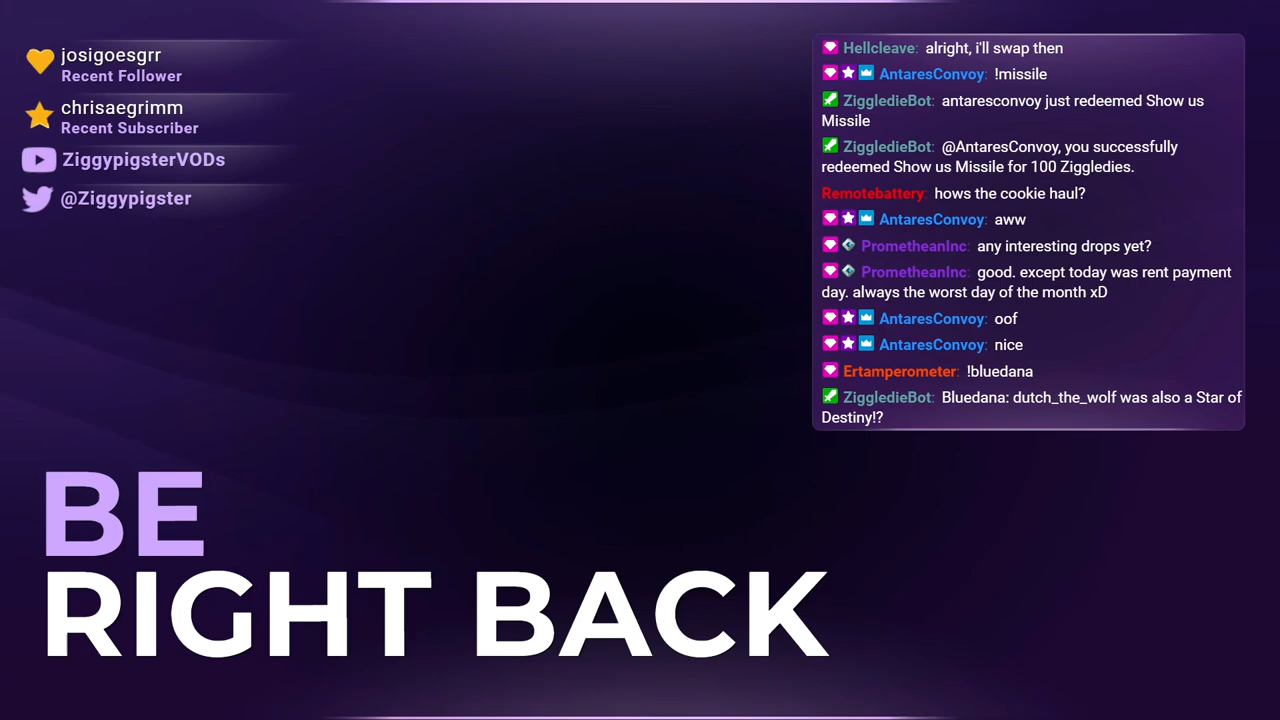 josigoesgrr
Recent Follower
chrisaegrimm
Recent Subscriber
ZiggypigsterVODs
@Ziggypigster
Hellcleave: alright, i'll swap then
AntaresConvoy: !missile
ZiggledieBot: antaresconvoy just redeemed Show us
Missile
ZiggledieBot: @AntaresConvoy, you successfully
redeemed Show us Missile for 100 Ziggledies.
Remotebattery: hows the cookie haul?
AntaresConvoy: aww
PrometheanInc: any interesting drops yet?
PrometheanInc: good. except today was rent payment
day. always the worst day of the month xD
AntaresConvoy: oof
AntaresConvoy: nice
Ertamperometer: !bluedana
ZiggledieBot: Bluedana: dutch_the_wolf was also a Star of
Destiny!?
BE
RIGHT BACK